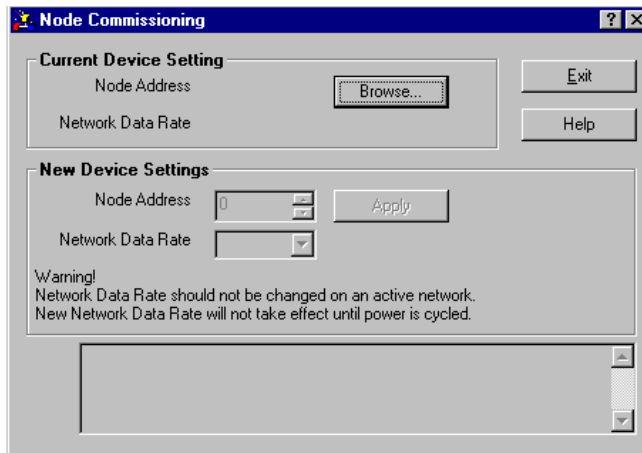 Node Commissioning
Current Device Setting
Node Address
Browse...
Exit
Network Data Rate
Help
New Device Settings
Node Address
0
Apply
Network Data Rate
Warning!
Network Data Rate should not be changed on an active network.
New Network Data Rate will not take effect until power is cycled.